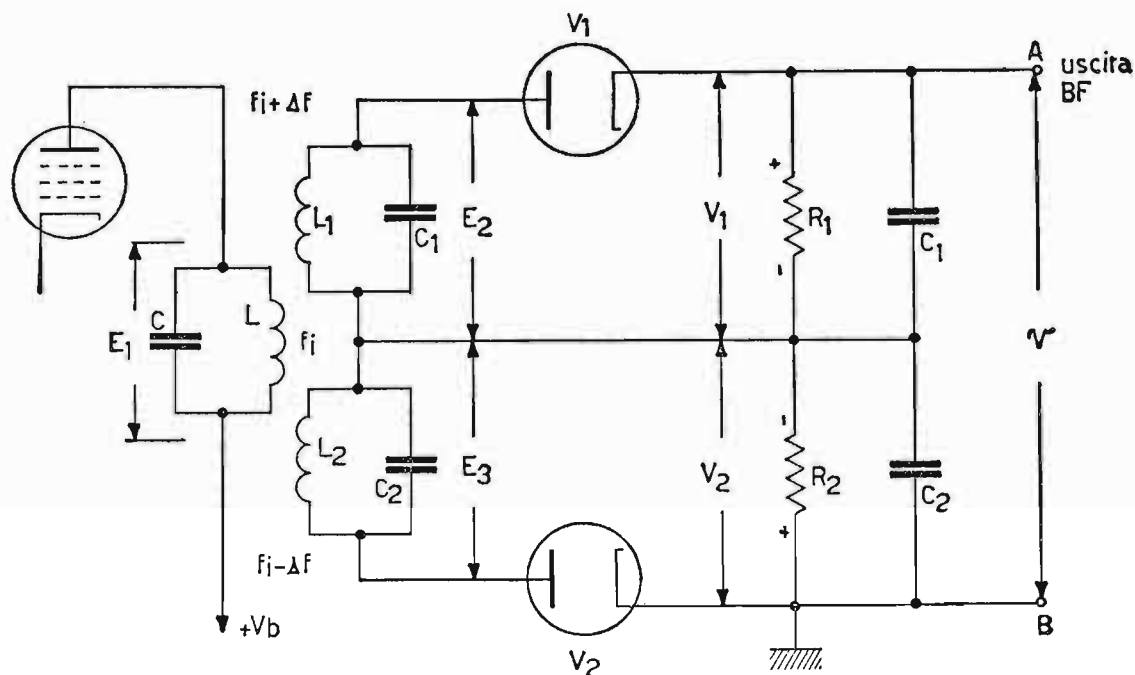 V1
A uscita
BF
fi+Δf
L1
C1
E2
V1
+
R1
-
C1
E1
C
L
fi
v
L2
C2
E3
V2
-
R2
+
C2
fi-Δf
+Vb
V2
B